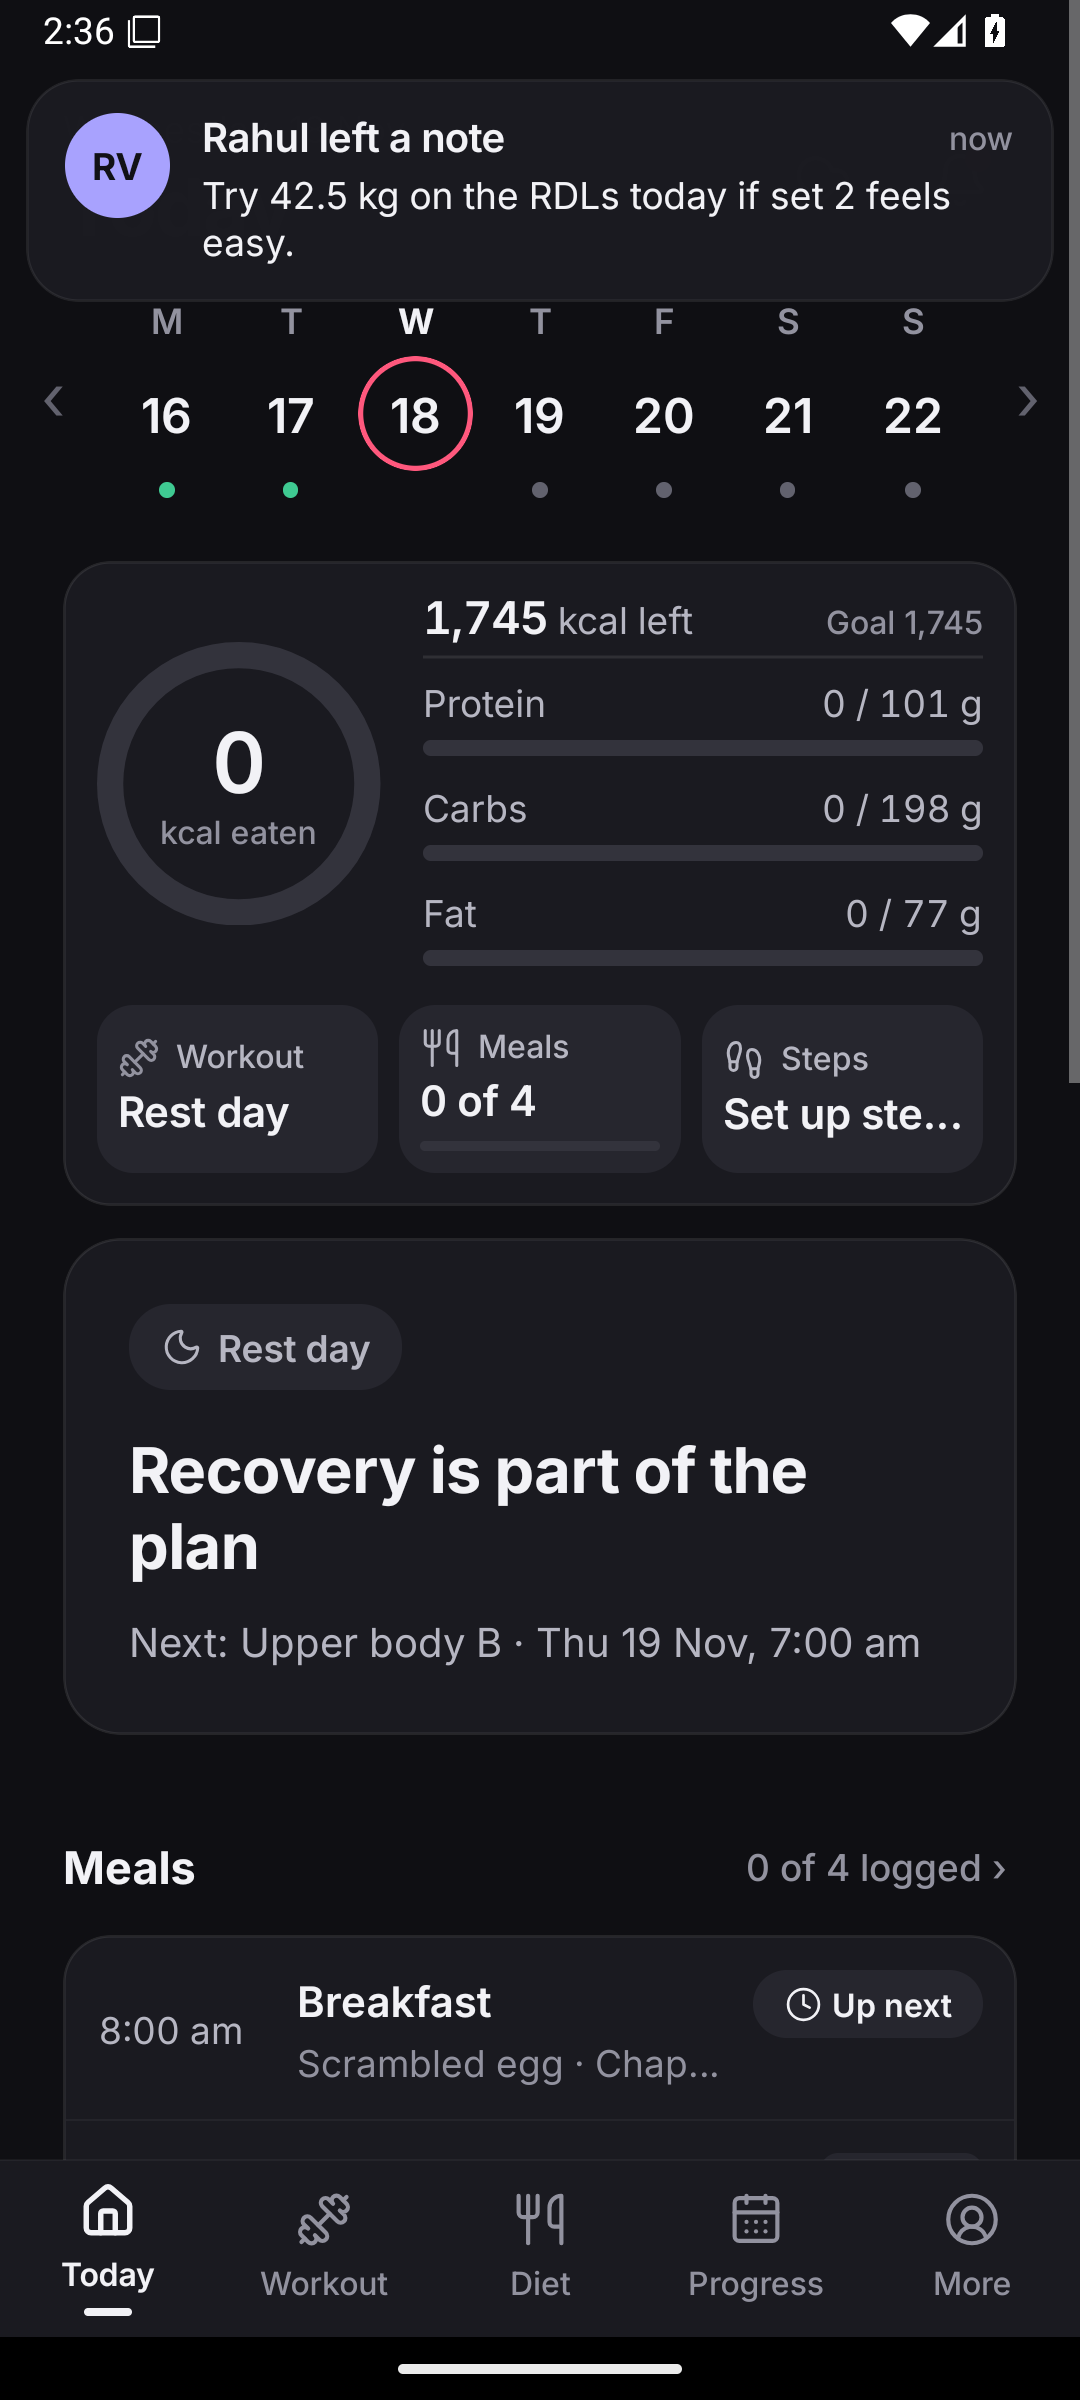 2:36
RV
Rahul left a note
now
Try 42.5 kg on the RDLs today if set 2 feels
easy.
M T W T F S S
‹ 16 17 18 19 20 21 22 ›
1,745 kcal left
Goal 1,745
0
kcal eaten
Protein 0 / 101 g
Carbs 0 / 198 g
Fat 0 / 77 g
Workout
Rest day
Meals
0 of 4
Steps
Set up ste...
Rest day
Recovery is part of the
plan
Next: Upper body B · Thu 19 Nov, 7:00 am
Meals
0 of 4 logged ›
8:00 am
Breakfast
Scrambled egg · Chap...
Up next
Today
Workout
Diet
Progress
More